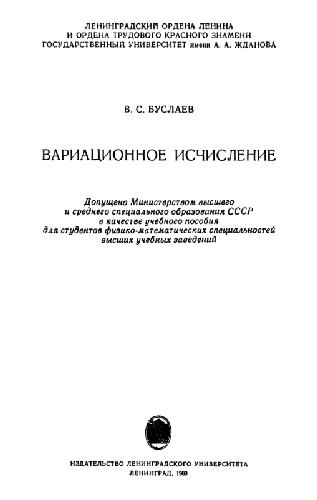 ЛЕНИНГРАДСКИЙ ОРДЕНА ЛЕНИНА
И ОРДЕНА ТРУДОВОГО КРАСНОГО ЗНАМЕНИ
ГОСУДАРСТВЕННЫЙ УНИВЕРСИТЕТ имени А. А. ЖДАНОВА
В. С. БУСЛАЕВ
ВАРИАЦИОННОЕ ИСЧИСЛЕНИЕ
Допущено Министерством высшего
и среднего специального образования СССР
в качестве учебного пособия
для студентов физико-математических специальностей
высших учебных заведений
ИЗДАТЕЛЬСТВО ЛЕНИНГРАДСКОГО УНИВЕРСИТЕТА
ЛЕНИНГРАД, 1980